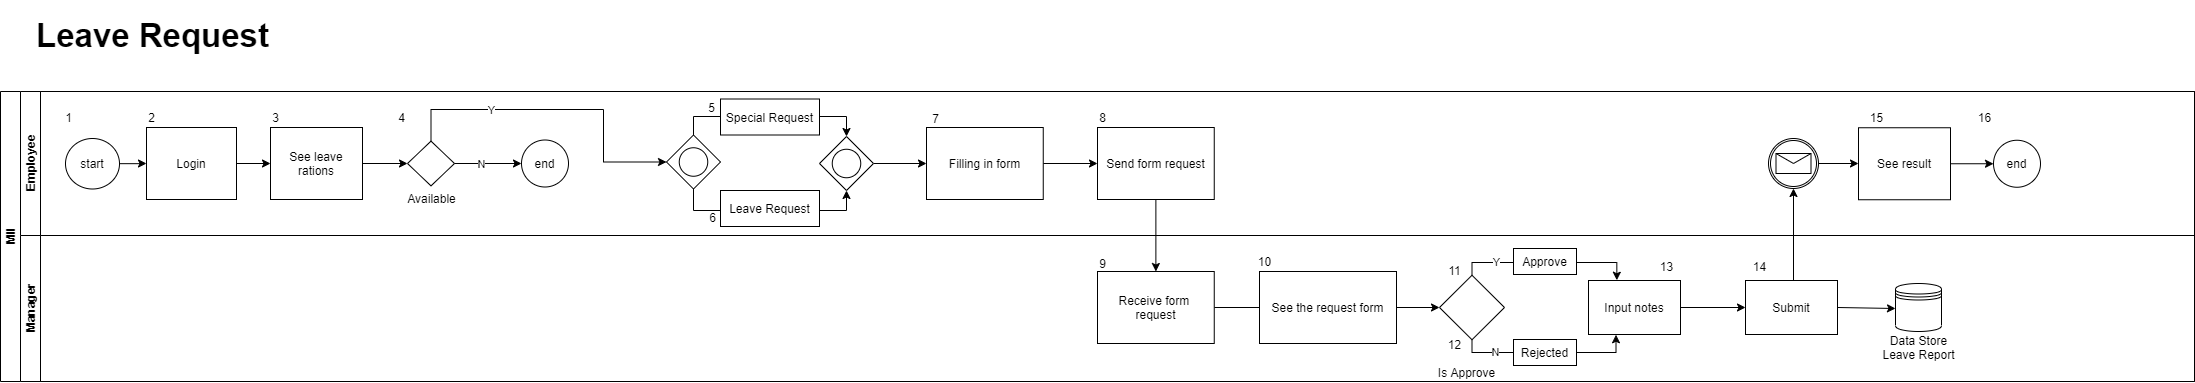 Leave Request
MII
Employee
1
start
2
Login
3
See leave
rations
4
Available
Y
N
end
5
Special Request
6
Leave Request
7
Filling in form
8
Send form request
15
See result
16
end
Manager
9
Receive form
request
10
See the request form
11
12
Is Approve
Y
Approve
N
Rejected
13
Input notes
14
Submit
Data Store
Leave Report